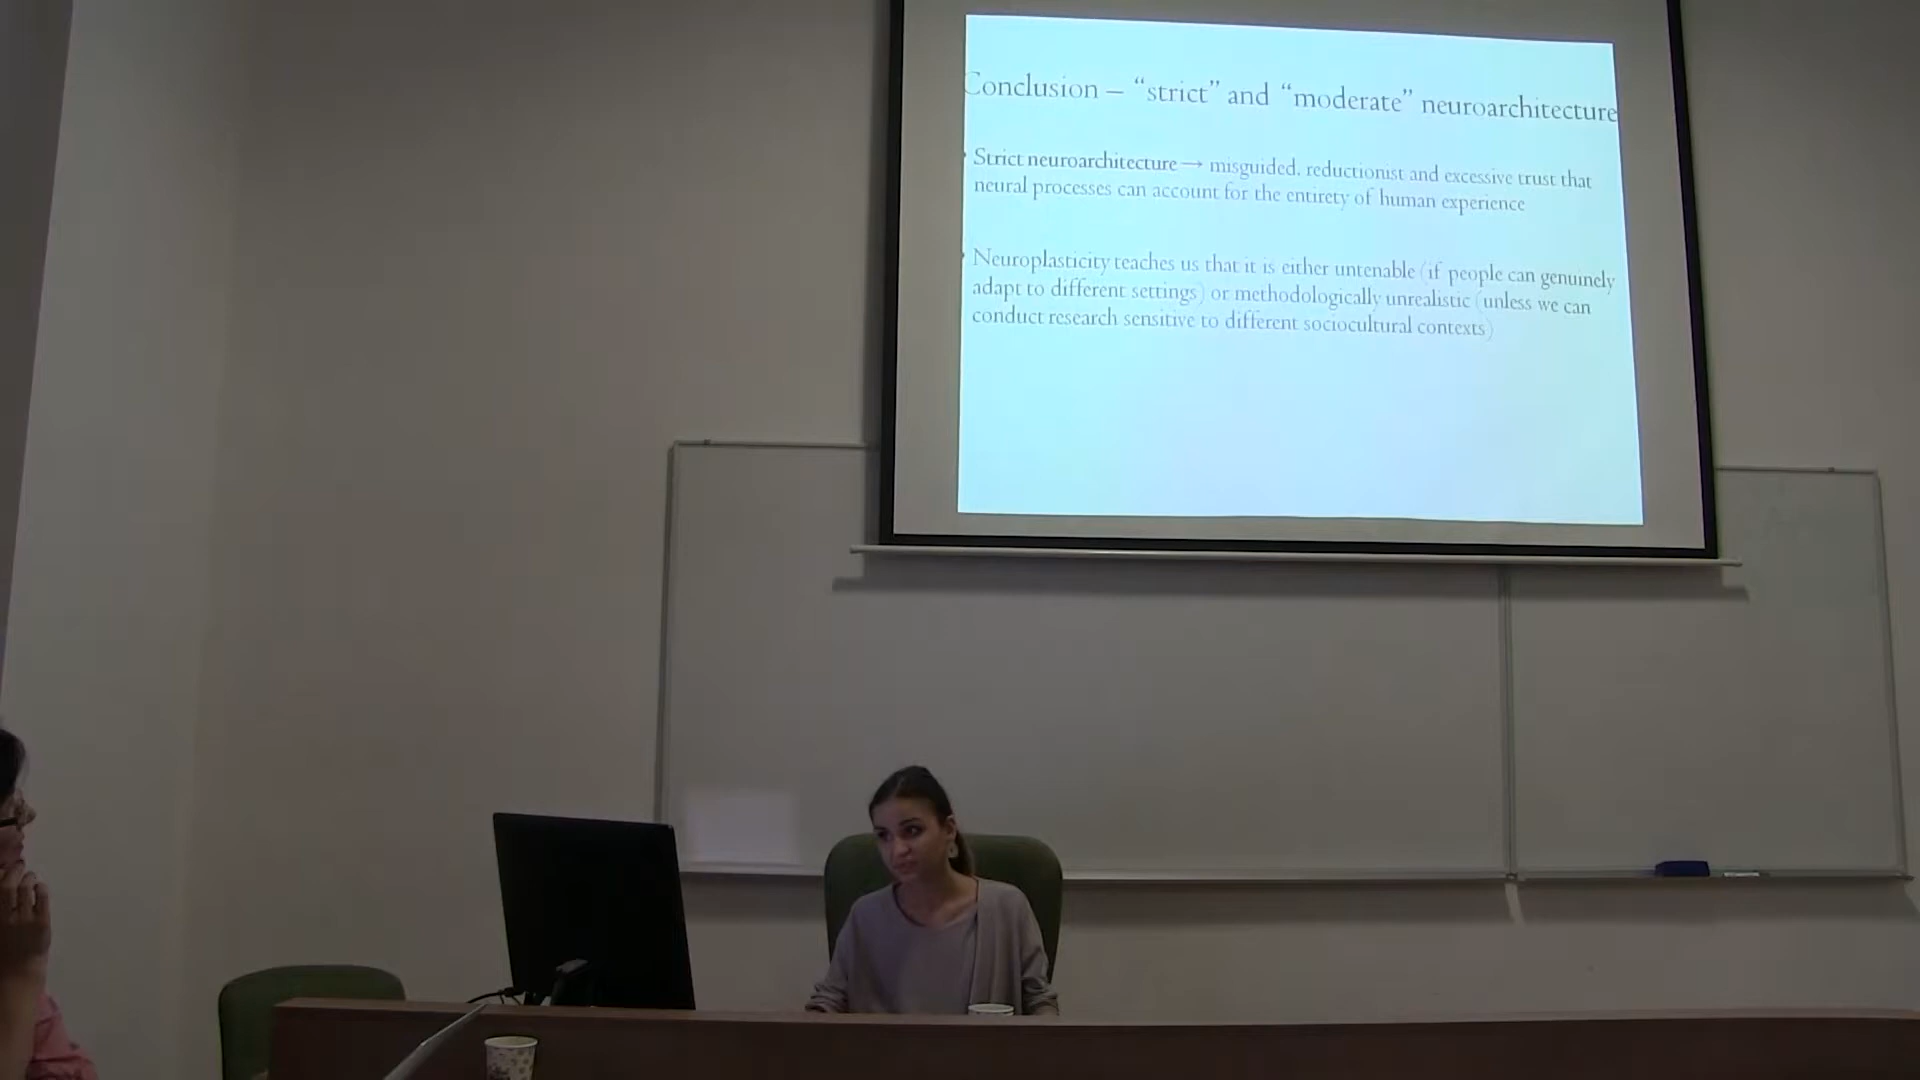 Conclusion – “strict” and “moderate” neuroarchitecture
• Strict neuroarchitecture → misguided, reductionist and excessive trust that
neural processes can account for the entirety of human experience
• Neuroplasticity teaches us that it is either untenable (if people can genuinely
adapt to different settings) or methodologically unrealistic (unless we can
conduct research sensitive to different sociocultural contexts)